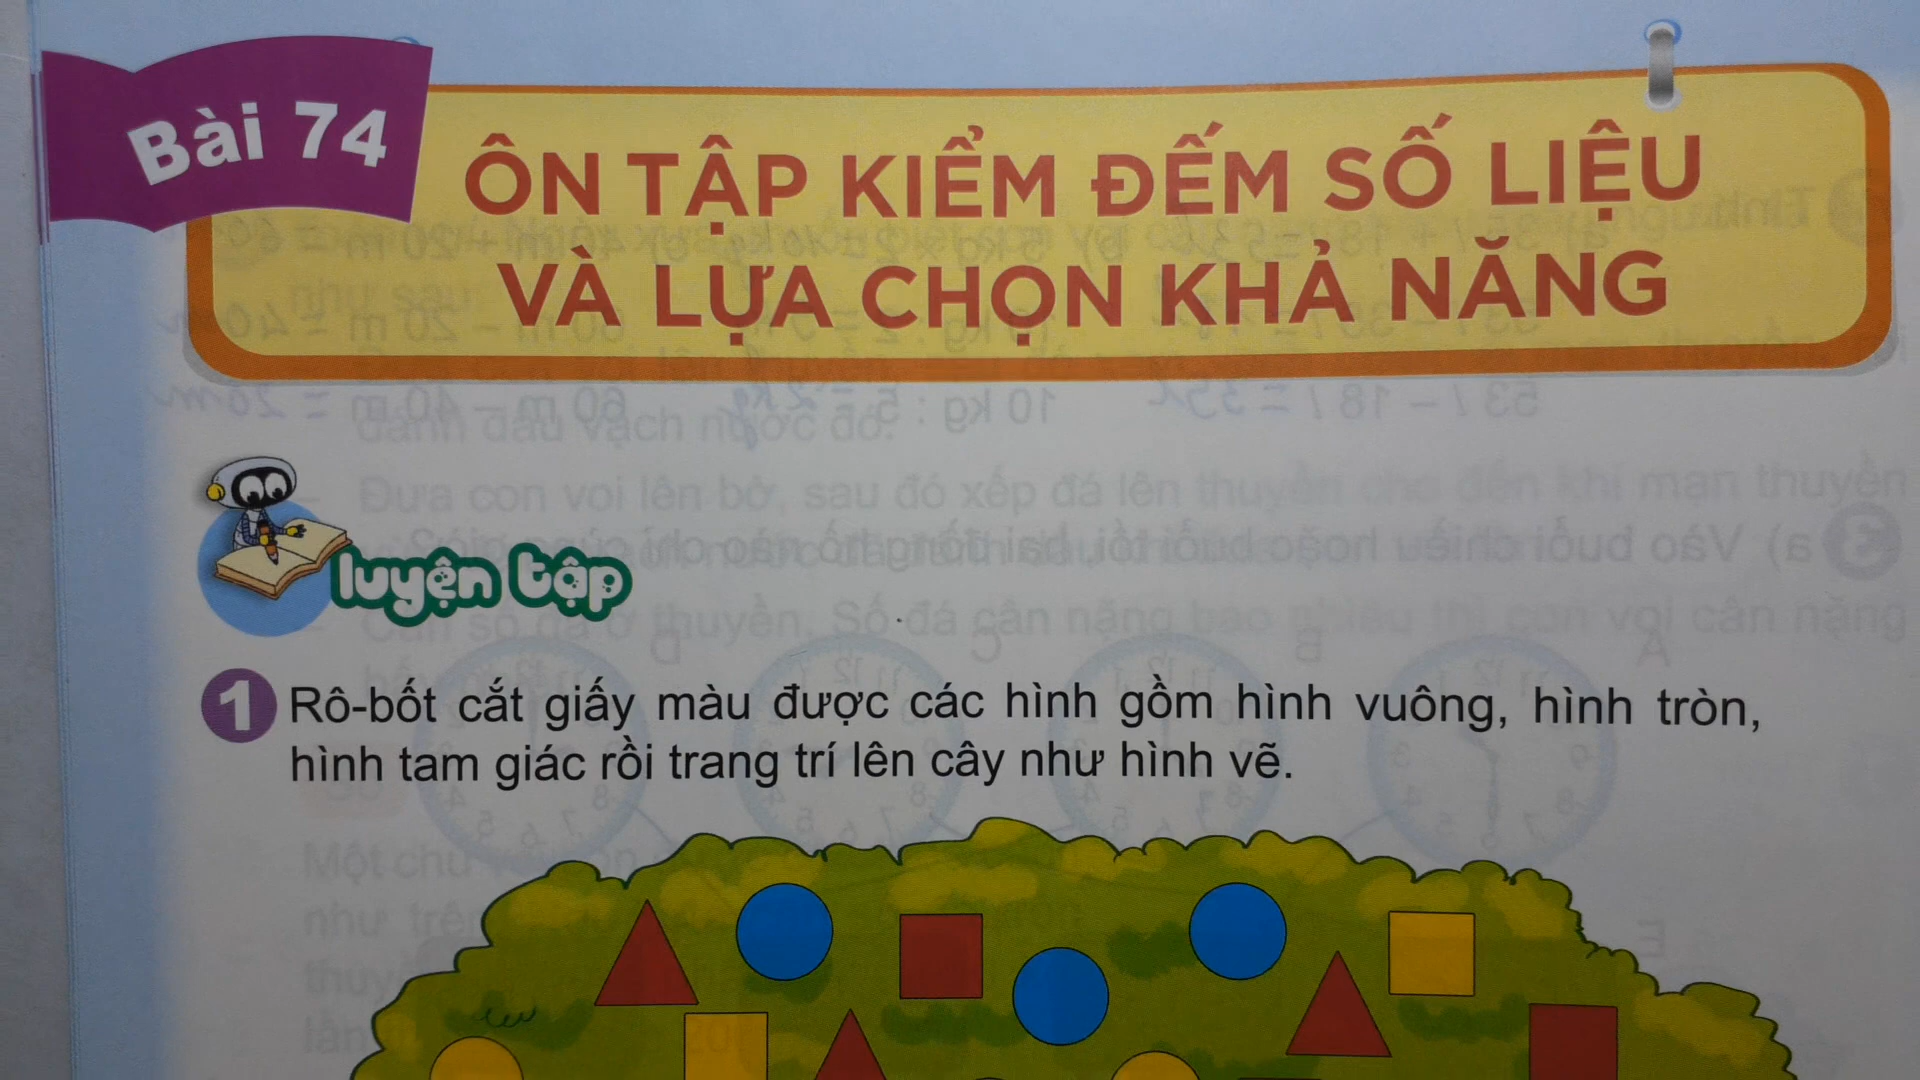 Bài 74
ÔN TẬP KIỂM ĐẾM SỐ LIỆU
VÀ LỰA CHỌN KHẢ NĂNG
luyện tập
1 Rô-bốt cắt giấy màu được các hình gồm hình vuông, hình tròn,
hình tam giác rồi trang trí lên cây như hình vẽ.